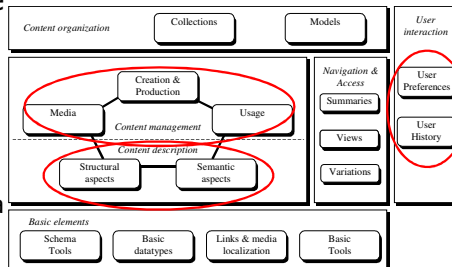 Content organization
Collections
Models
User
interaction
User
Preferences
User
History
Creation &
Production
Media
Usage
Content management
Content description
Structural
aspects
Semantic
aspects
Navigation &
Access
Summaries
Views
Variations
Basic elements
Schema
Tools
Basic
datatypes
Links & media
localization
Basic
Tools